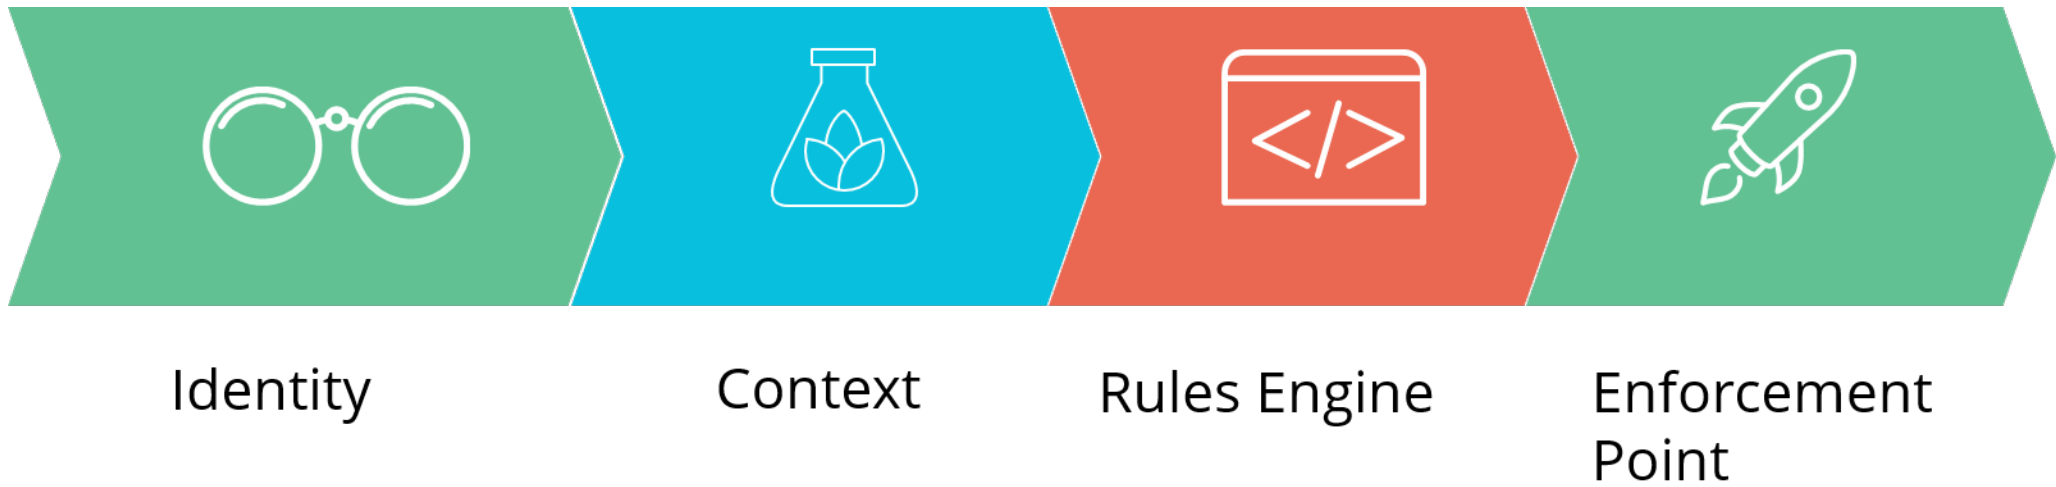 Identity
Context
Rules Engine
Enforcement
Point